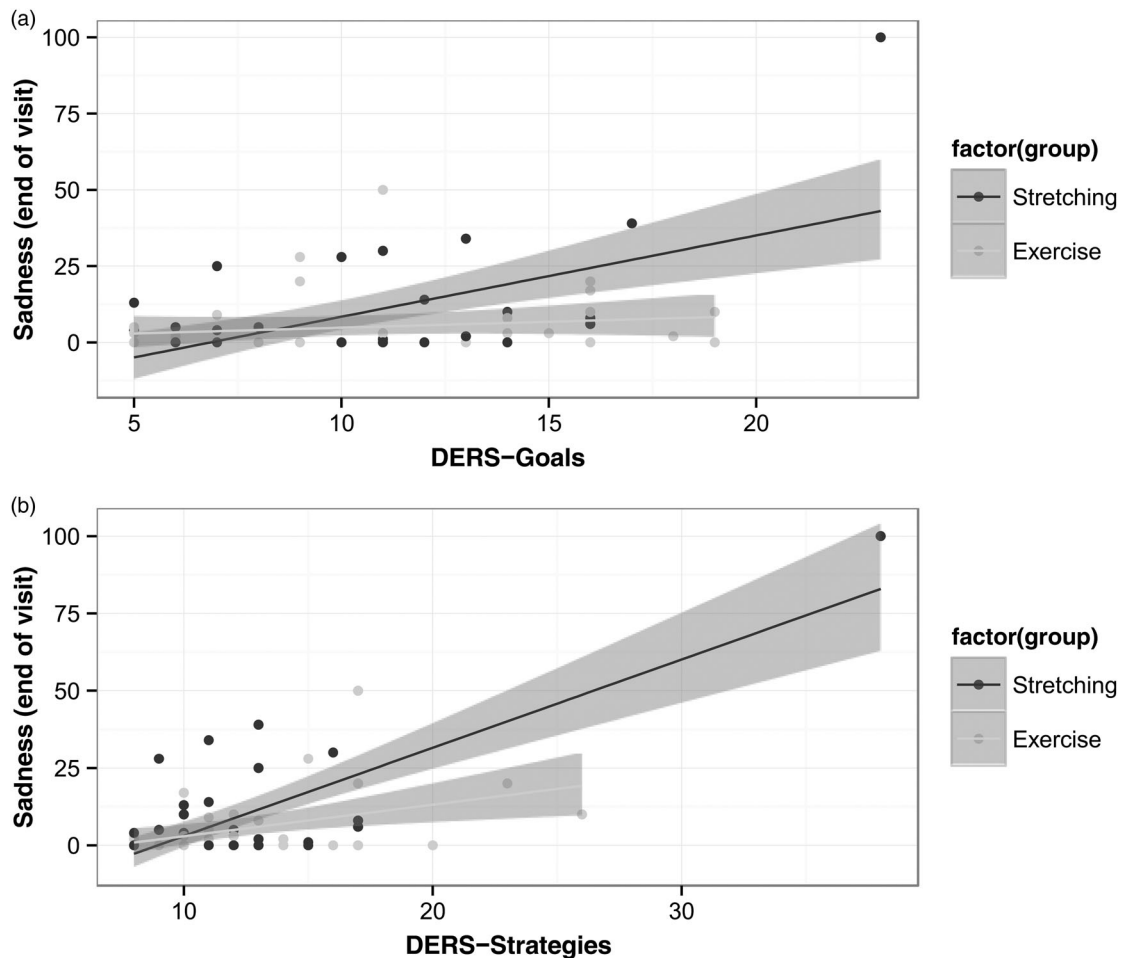 (a)
100
75
50
25
0
Sadness (end of visit)
5 10 15 20
DERS−Goals
factor(group)
Stretching
Exercise
(b)
100
75
50
25
0
Sadness (end of visit)
10 20 30
DERS−Strategies
factor(group)
Stretching
Exercise